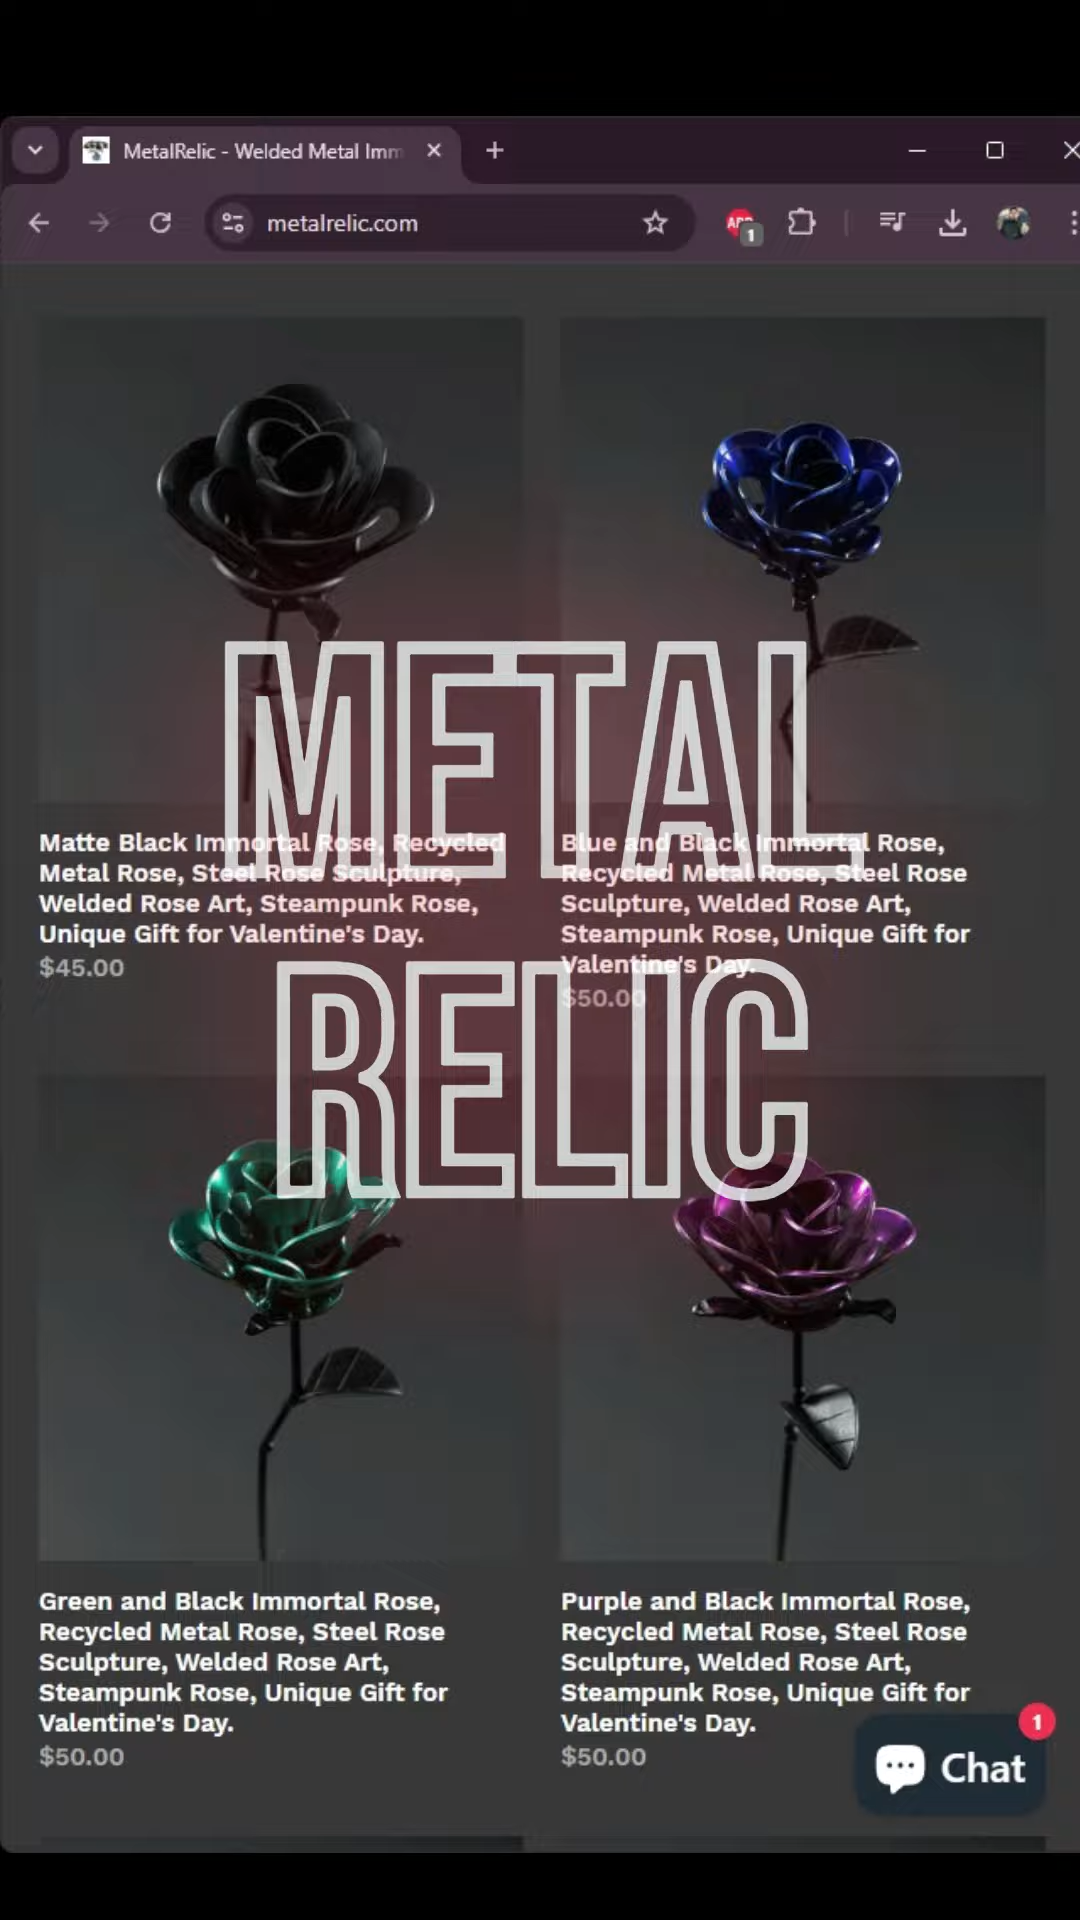 MetalRelic - Welded Metal Imm
metalrelic.com
ABP
1
METAL
Matte Black Immortal Rose, Recycled
Metal Rose, Steel Rose Sculpture,
Welded Rose Art, Steampunk Rose,
Unique Gift for Valentine's Day.
$45.00
Blue and Black Immortal Rose,
Recycled Metal Rose, Steel Rose
Sculpture, Welded Rose Art,
Steampunk Rose, Unique Gift for
Valentine's Day.
$50.00
RELIC
Green and Black Immortal Rose,
Recycled Metal Rose, Steel Rose
Sculpture, Welded Rose Art,
Steampunk Rose, Unique Gift for
Valentine's Day.
$50.00
Purple and Black Immortal Rose,
Recycled Metal Rose, Steel Rose
Sculpture, Welded Rose Art,
Steampunk Rose, Unique Gift for
Valentine's Day.
$50.00
1
Chat